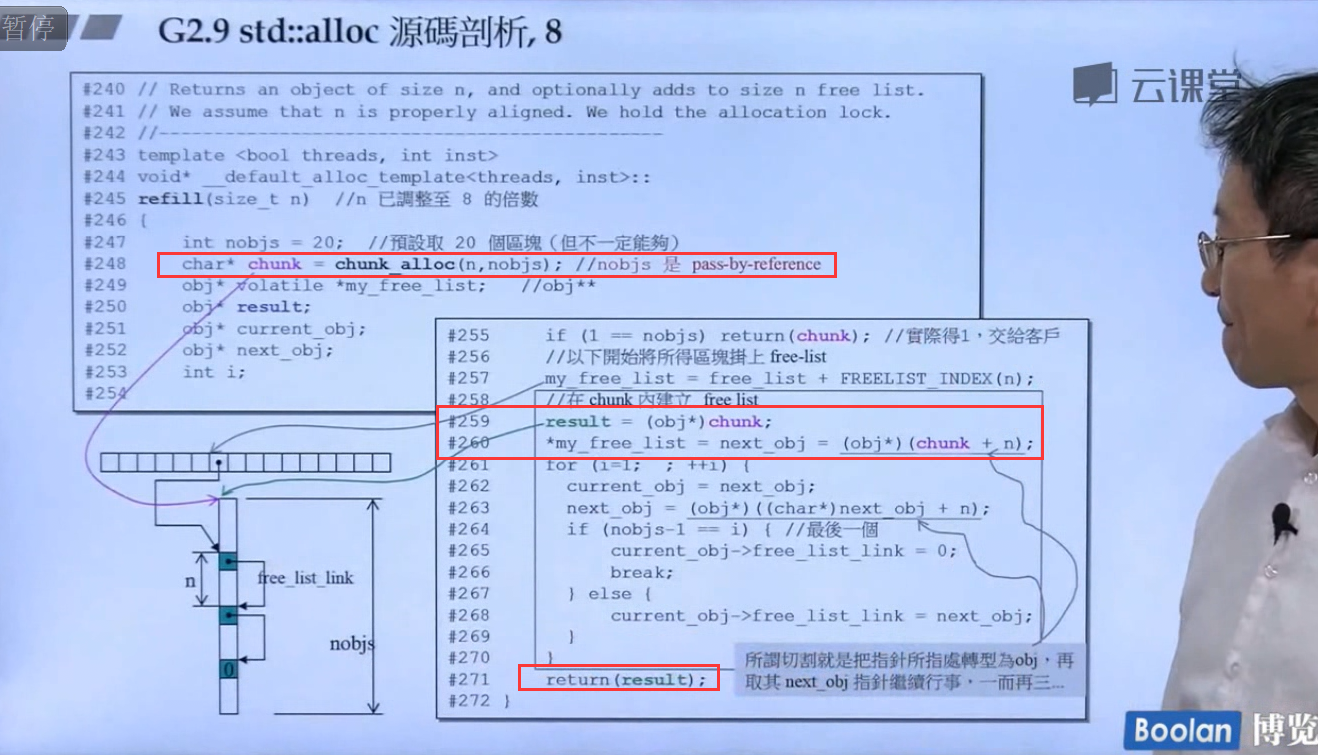 暂停
G2.9 std::alloc 源碼剖析, 8
云课堂
#240 // Returns an object of size n, and optionally adds to size n free list.
#241 // We assume that n is properly aligned. We hold the allocation lock.
#242 //----------------------------------------------
#243 template <bool threads, int inst>
#244 void* __default_alloc_template<threads, inst>::
#245 refill(size_t n) //n 已調整至 8 的倍數
#246 {
#247 int nobjs = 20; //預設取 20 個區塊（但不一定能夠）
#248 char* chunk = chunk_alloc(n,nobjs); //nobjs 是 pass-by-reference
#249 obj* volatile *my_free_list; //obj**
#250 obj* result;
#251 obj* current_obj;
#252 obj* next_obj;
#253 int i;
#254
#255 if (1 == nobjs) return(chunk); //實際得1，交給客戶
#256 //以下開始將所得區塊掛上 free-list
#257 my_free_list = free_list + FREELIST_INDEX(n);
#258 //在 chunk 內建立 free list
#259 result = (obj*)chunk;
#260 *my_free_list = next_obj = (obj*)(chunk + n);
#261 for (i=1; ; ++i) {
#262 current_obj = next_obj;
#263 next_obj = (obj*)((char*)next_obj + n);
#264 if (nobjs-1 == i) { //最後一個
#265 current_obj->free_list_link = 0;
#266 break;
#267 } else {
#268 current_obj->free_list_link = next_obj;
#269 }
#270 }
#271 return(result);
#272 }
n
free_list_link
nobjs
0
所謂切割就是把指針所指處轉型為obj，再
取其 next_obj 指針繼續行事，一而再三...
Boolan 博览